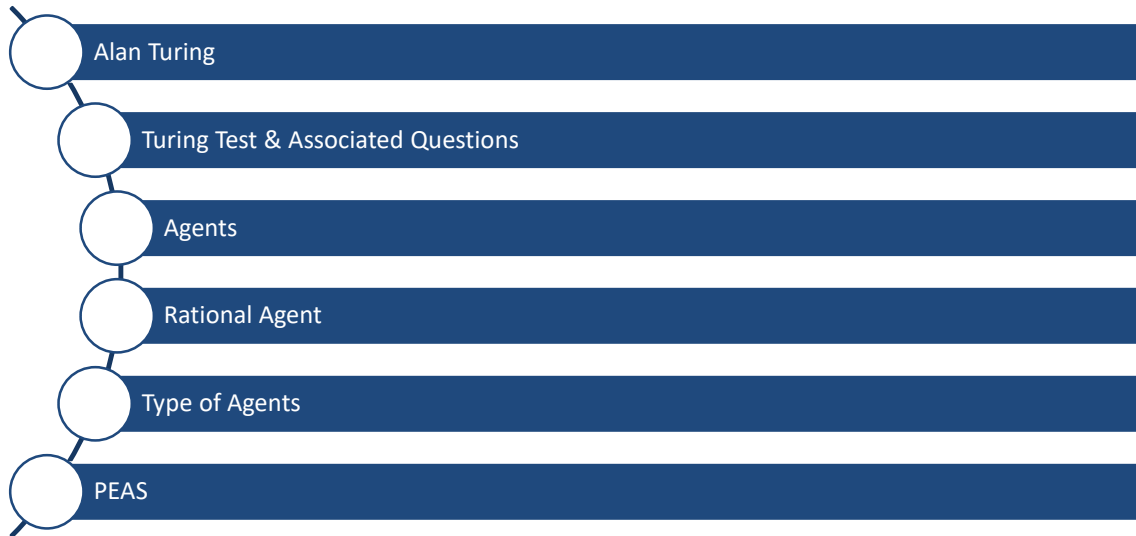 Alan Turing
Turing Test & Associated Questions
Agents
Rational Agent
Type of Agents
PEAS